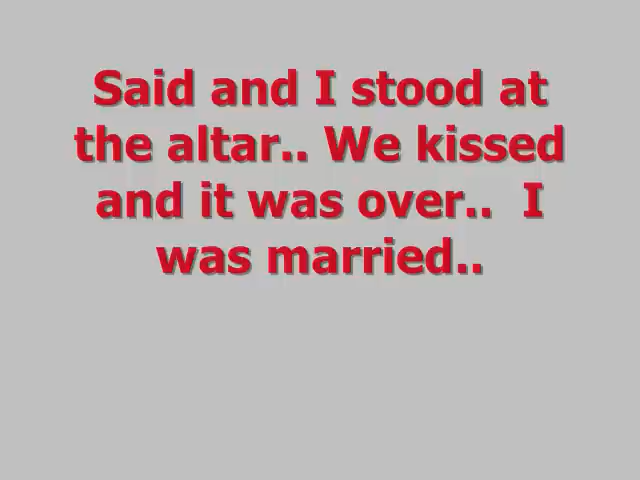 Said and I stood at
the altar.. We kissed
and it was over..  I
was married..